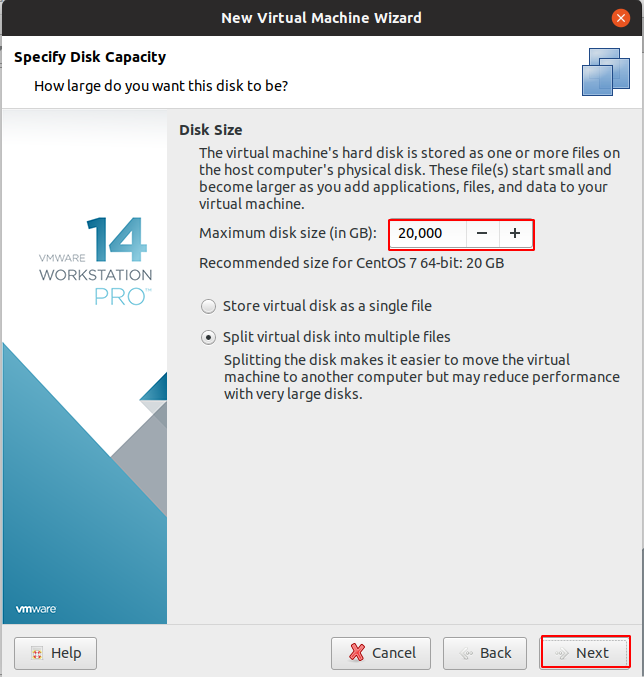 New Virtual Machine Wizard
Specify Disk Capacity
How large do you want this disk to be?
Disk Size
The virtual machine's hard disk is stored as one or more files on
the host computer's physical disk. These file(s) start small and
become larger as you add applications, files, and data to your
virtual machine.
Maximum disk size (in GB): 20,000 − +
Recommended size for CentOS 7 64-bit: 20 GB
Store virtual disk as a single file
Split virtual disk into multiple files
Splitting the disk makes it easier to move the virtual
machine to another computer but may reduce performance
with very large disks.
VMWARE 14
WORKSTATION
PRO™
vmware
Help Cancel Back Next